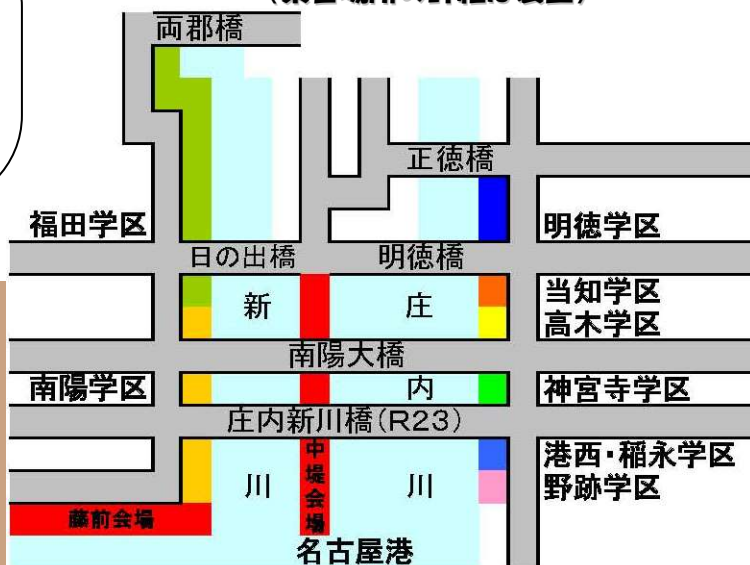 両郡橋
正徳橋
福田学区
明徳学区
日の出橋
明徳橋
新
庄
当知学区
高木学区
南陽大橋
南陽学区
内
神宮寺学区
庄内新川橋(R23)
中堤会場
川
川
港西・稲永学区
野跡学区
藤前会場
名古屋港